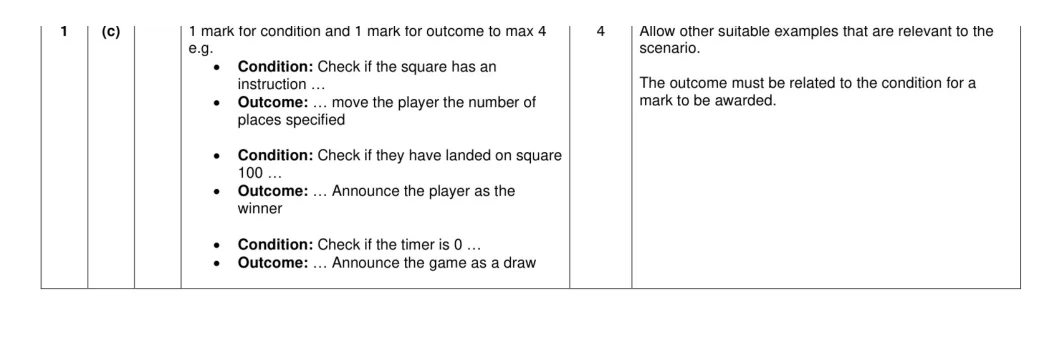 1 (c) 1 mark for condition and 1 mark for outcome to max 4 4 Allow other suitable examples that are relevant to the
e.g. scenario.
• Condition: Check if the square has an
instruction … The outcome must be related to the condition for a
• Outcome: … move the player the number of mark to be awarded.
places specified
• Condition: Check if they have landed on square
100 …
• Outcome: … Announce the player as the
winner
• Condition: Check if the timer is 0 …
• Outcome: … Announce the game as a draw